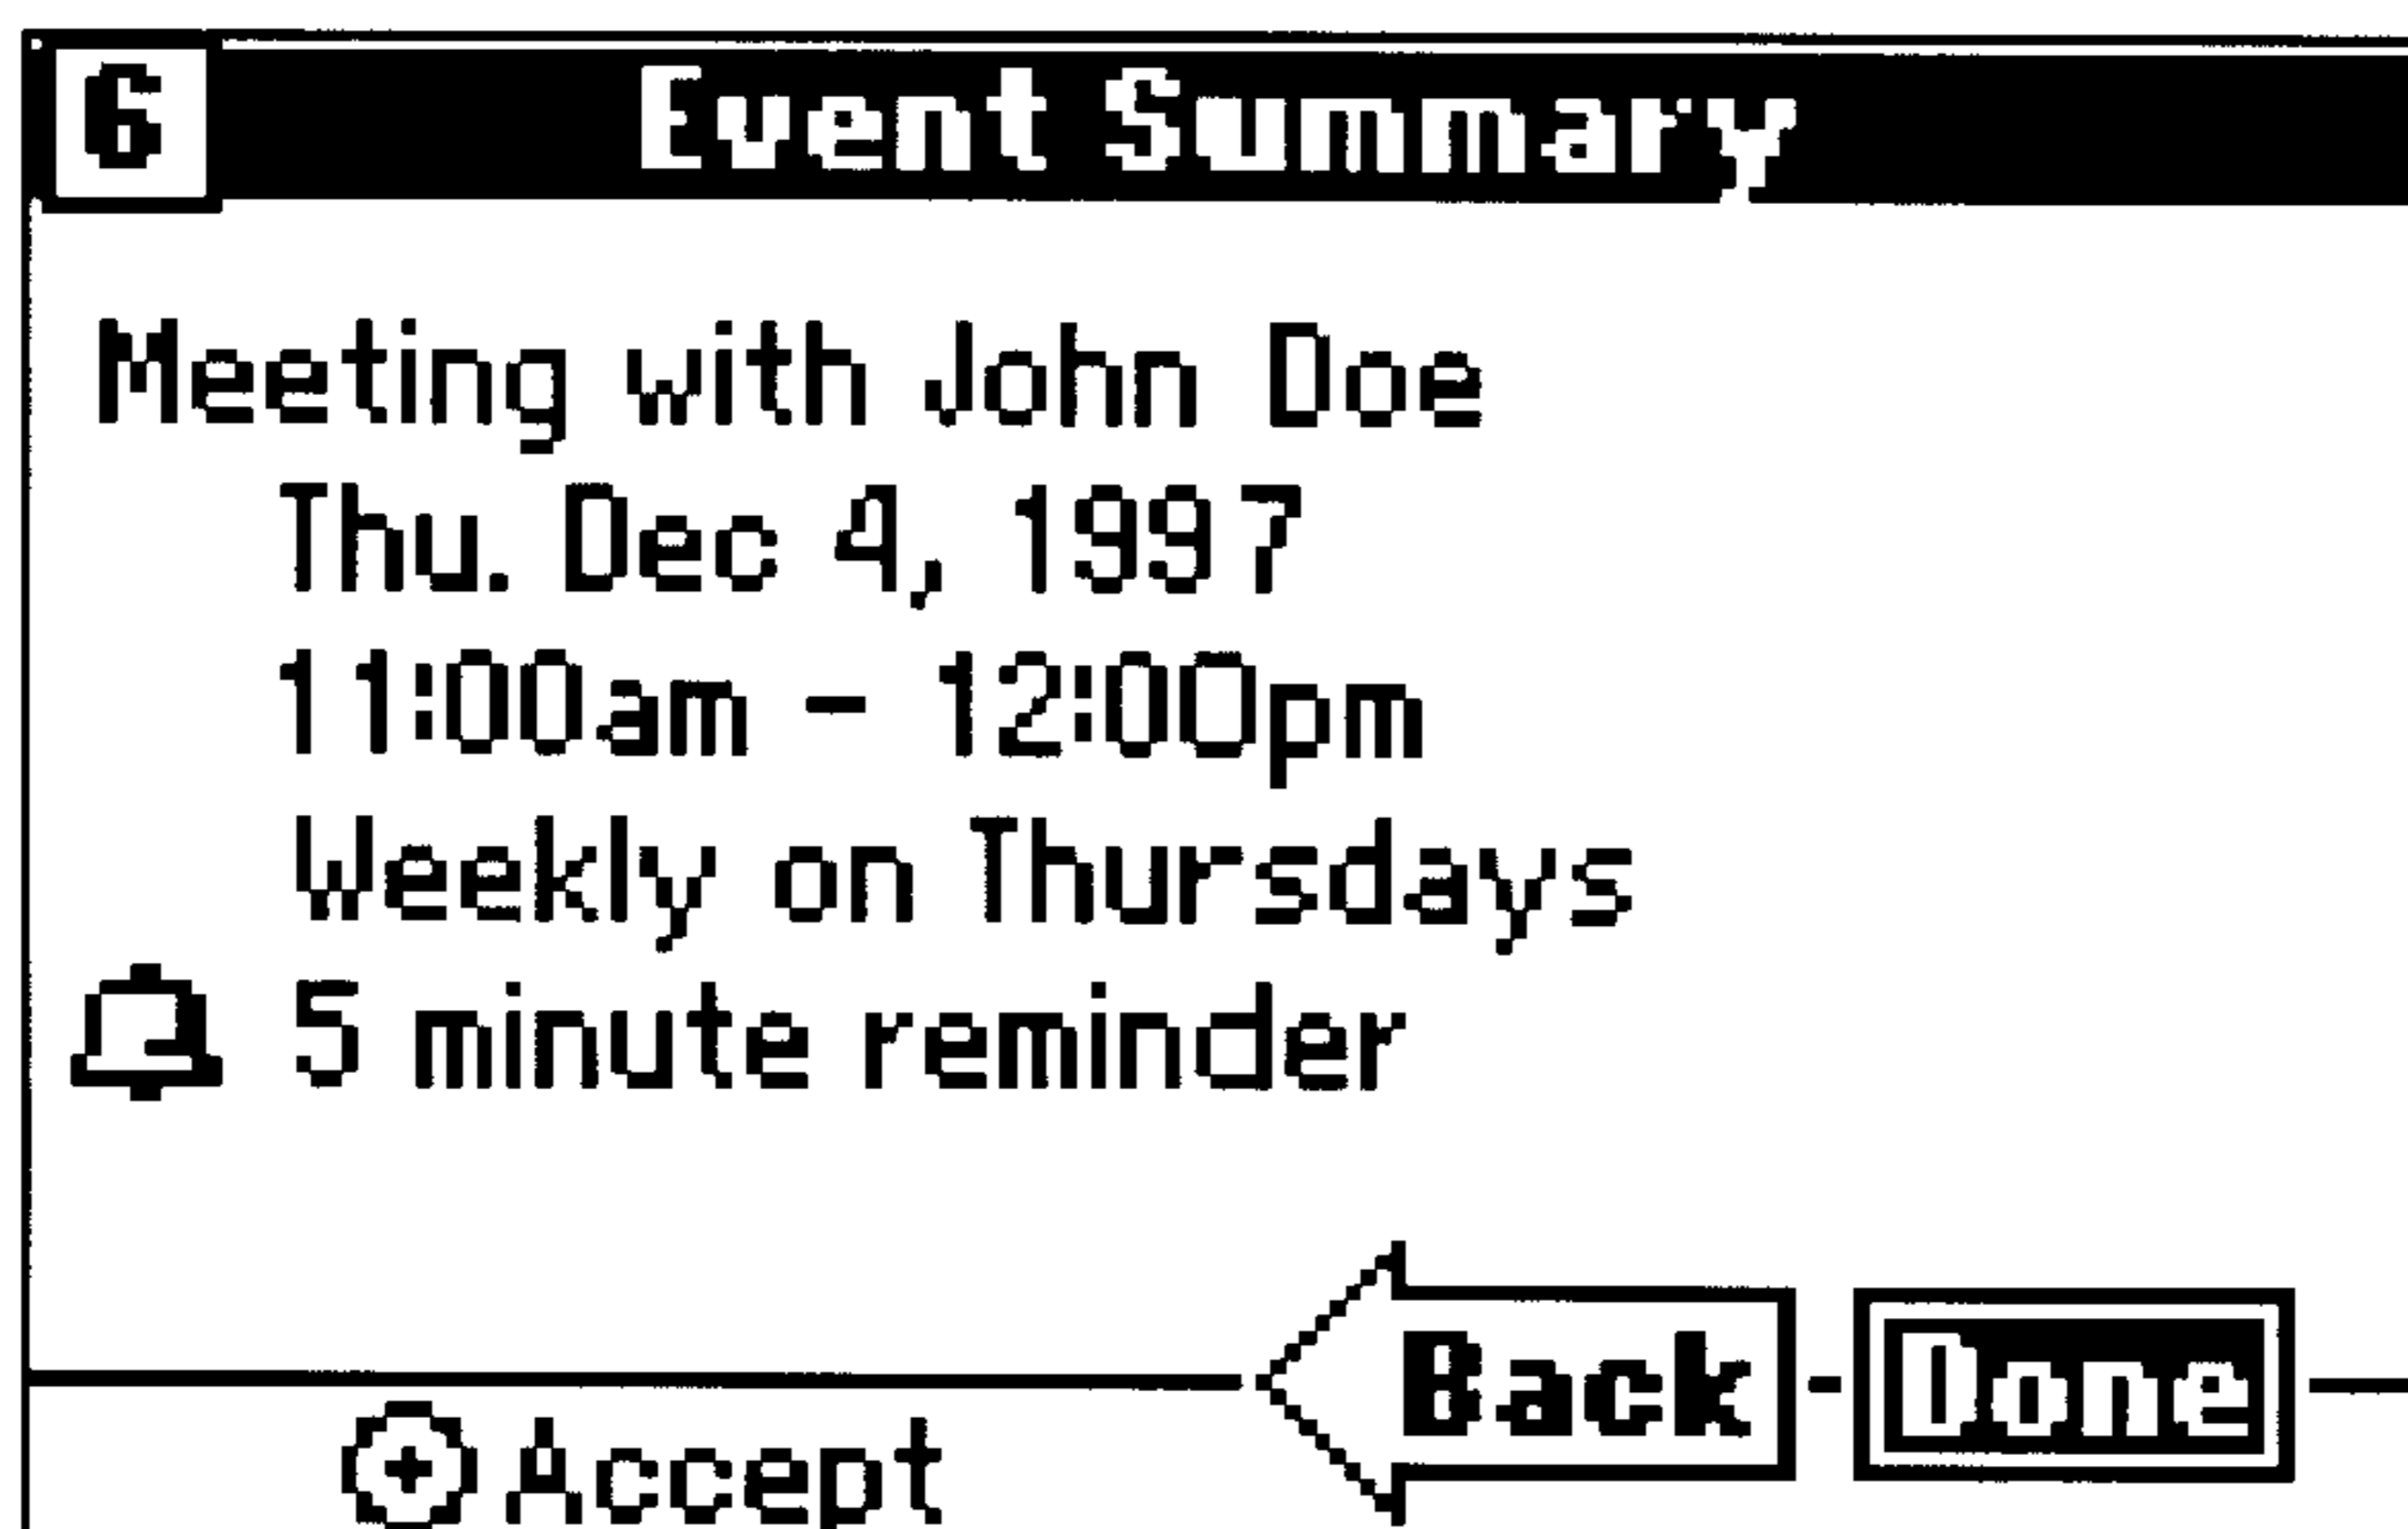 6 Event Summary
Meeting with John Doe
Thu. Dec 4, 1997
11:00am - 12:00pm
Weekly on Thursdays
5 minute reminder
Back Done
Accept